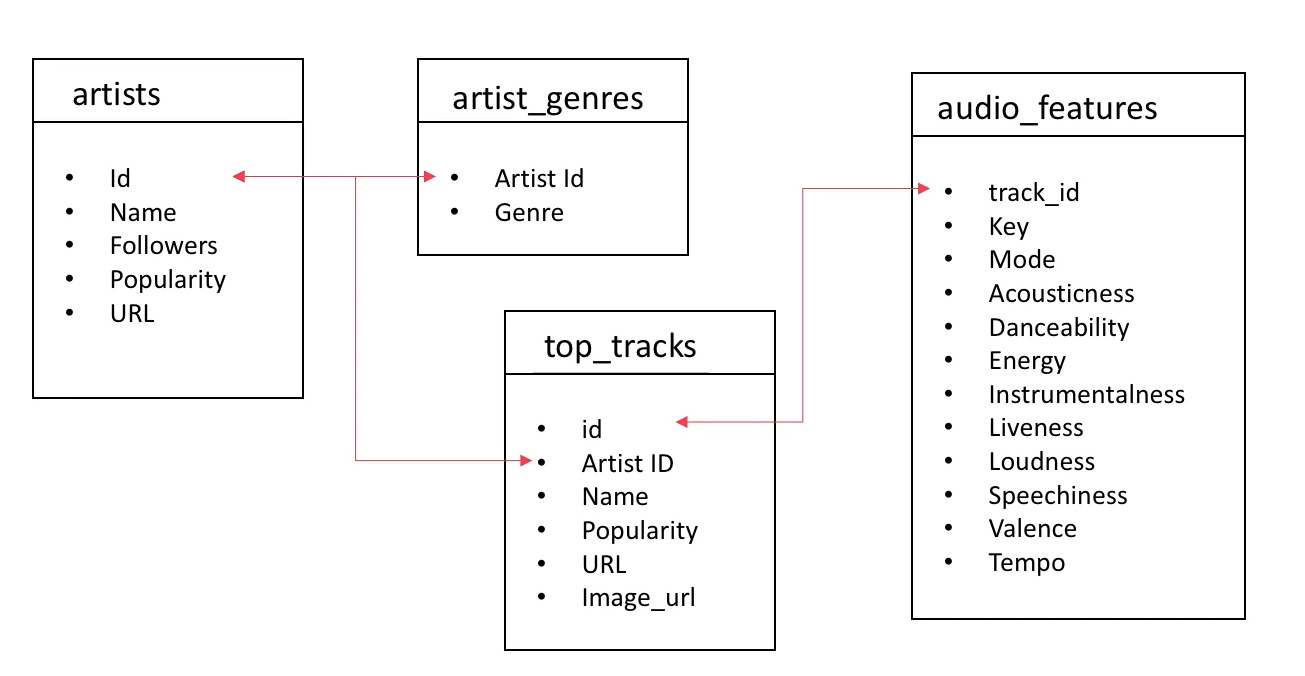 artists
• Id
• Name
• Followers
• Popularity
• URL
artist_genres
• Artist Id
• Genre
top_tracks
• id
• Artist ID
• Name
• Popularity
• URL
• Image_url
audio_features
• track_id
• Key
• Mode
• Acousticness
• Danceability
• Energy
• Instrumentalness
• Liveness
• Loudness
• Speechiness
• Valence
• Tempo